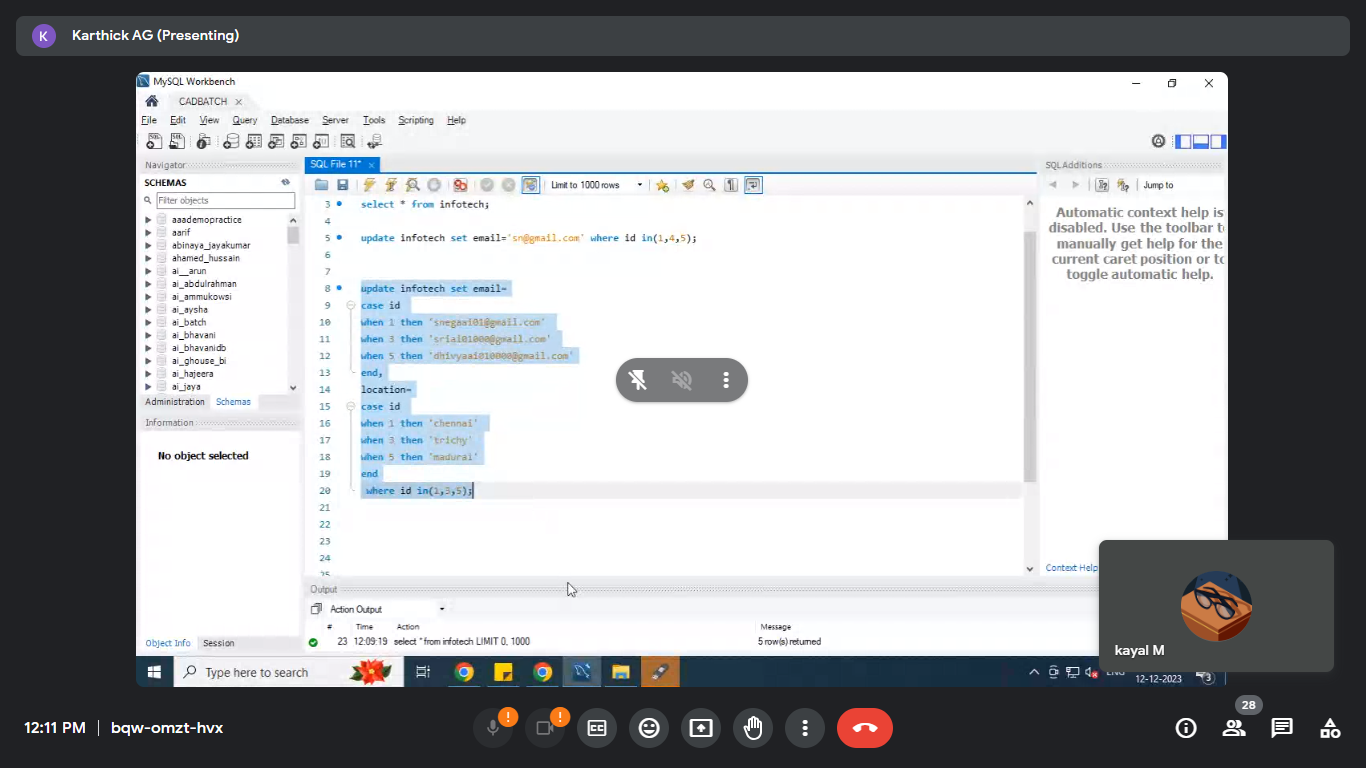 K Karthick AG (Presenting)
MySQL Workbench
CADBATCH
File Edit View Query Database Server Tools Scripting Help
Navigator
SCHEMAS
Filter objects
aaademopractice
aarif
abinaya_jayakumar
ahamed_hussain
ai__arun
ai_abdulrahman
ai_ammukowsi
ai_aysha
ai_batch
ai_bhavani
ai_bhavanidb
ai_ghouse_bi
ai_hajeera
ai_jaya
Administration Schemas
Information
No object selected
Object Info Session
SQL File 11*
Limit to 1000 rows
3 select * from infotech;
4
5 update infotech set email='sn@gmail.com' where id in(1,4,5);
6
7
8 update infotech set email=
9 case id
10 when 1 then 'snegaai01@gmail.com'
11 when 3 then 'sriai01000@gmail.com'
12 when 5 then 'dhivyaai010000@gmail.com'
13 end,
14 location=
15 case id
16 when 1 then 'chennai'
17 when 3 then 'trichy'
18 when 5 then 'madurai'
19 end
20 where id in(1,3,5);
21
22
23
24
25
SQLAdditions
Jump to
Automatic context help is
disabled. Use the toolbar t
manually get help for the
current caret position or to
toggle automatic help.
Context Help
Output
Action Output
# Time Action Message
23 12:09:19 select * from infotech LIMIT 0, 1000 5 row(s) returned
Type here to search
ENG
12-12-2023
3
kayal M
12:11 PM bqw-omzt-hvx
28